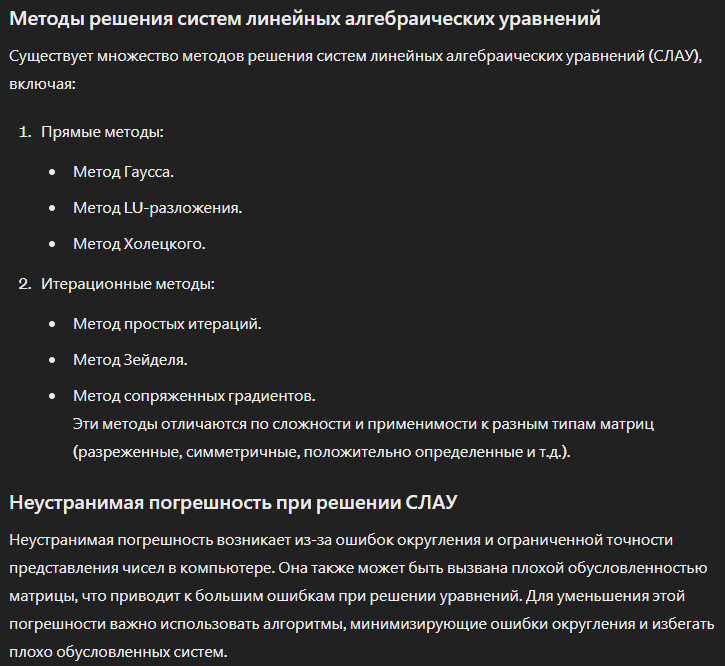 Методы решения систем линейных алгебраических уравнений
Существует множество методов решения систем линейных алгебраических уравнений (СЛАУ),
включая:
1. Прямые методы:
• Метод Гаусса.
• Метод LU-разложения.
• Метод Холецкого.
2. Итерационные методы:
• Метод простых итераций.
• Метод Зейделя.
• Метод сопряженных градиентов.
Эти методы отличаются по сложности и применимости к разным типам матриц
(разреженные, симметричные, положительно определенные и т.д.).
Неустранимая погрешность при решении СЛАУ
Неустранимая погрешность возникает из-за ошибок округления и ограниченной точности
представления чисел в компьютере. Она также может быть вызвана плохой обусловленностью
матрицы, что приводит к большим ошибкам при решении уравнений. Для уменьшения этой
погрешности важно использовать алгоритмы, минимизирующие ошибки округления и избегать
плохо обусловленных систем.